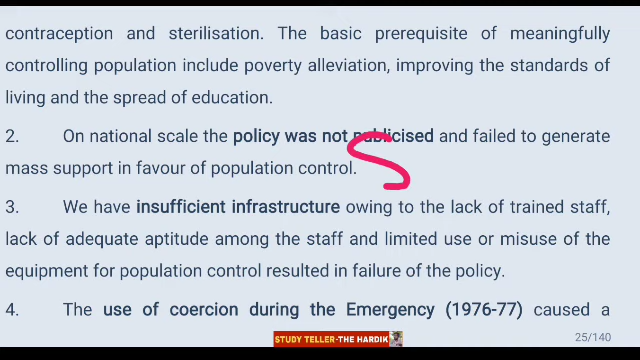 contraception and sterilisation. The basic prerequisite of meaningfully
controlling population include poverty alleviation, improving the standards of
living and the spread of education.
2. On national scale the policy was not publicised and failed to generate
mass support in favour of population control.
3. We have insufficient infrastructure owing to the lack of trained staff,
lack of adequate aptitude among the staff and limited use or misuse of the
equipment for population control resulted in failure of the policy.
4. The use of coercion during the Emergency (1976-77) caused a
STUDY TELLER-THE HARDIK
25/140